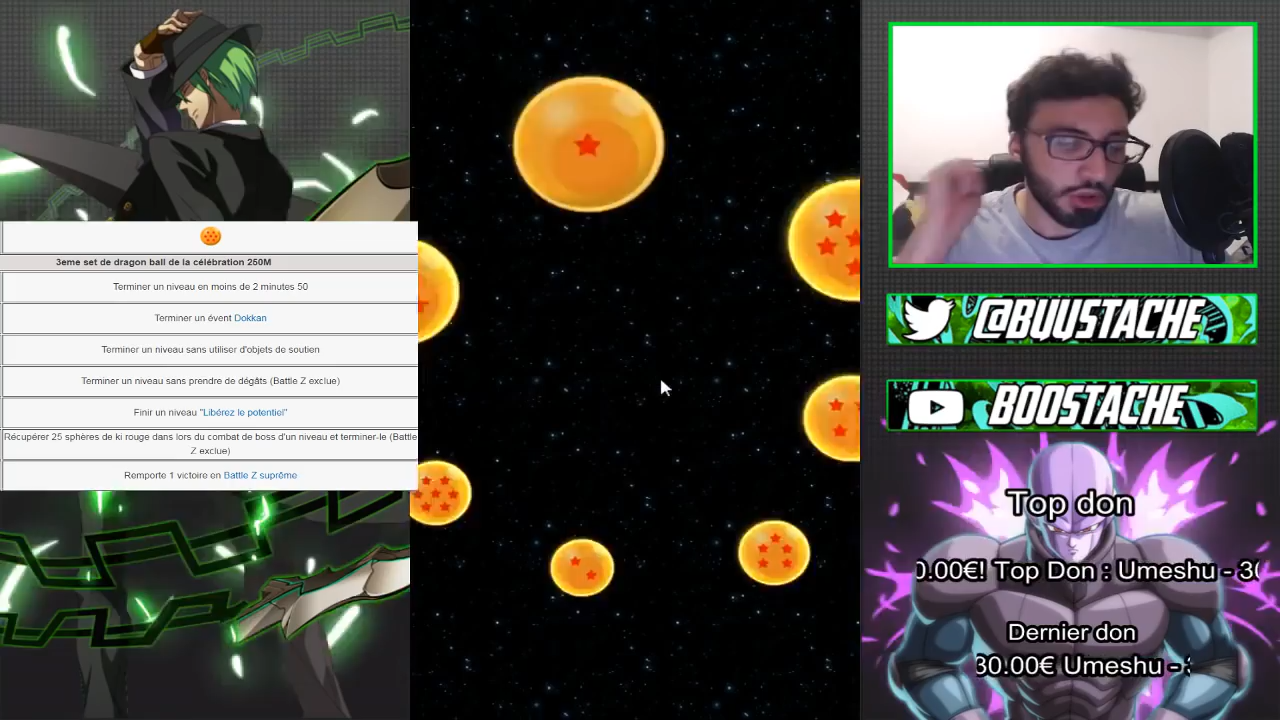 3eme set de dragon ball de la célébration 250M
Terminer un niveau en moins de 2 minutes 50
Terminer un évent Dokkan
Terminer un niveau sans utiliser d'objets de soutien
Terminer un niveau sans prendre de dégâts (Battle Z exclue)
Finir un niveau "Libérez le potentiel"
Récupérer 25 sphères de ki rouge dans lors du combat de boss d'un niveau et terminer-le (Battle
Z exclue)
Remporte 1 victoire en Battle Z suprême
@BUUSTACHE
BOOSTACHE
Top don
0.00€! Top Don : Umeshu - 30
Dernier don
30.00€ Umeshu -